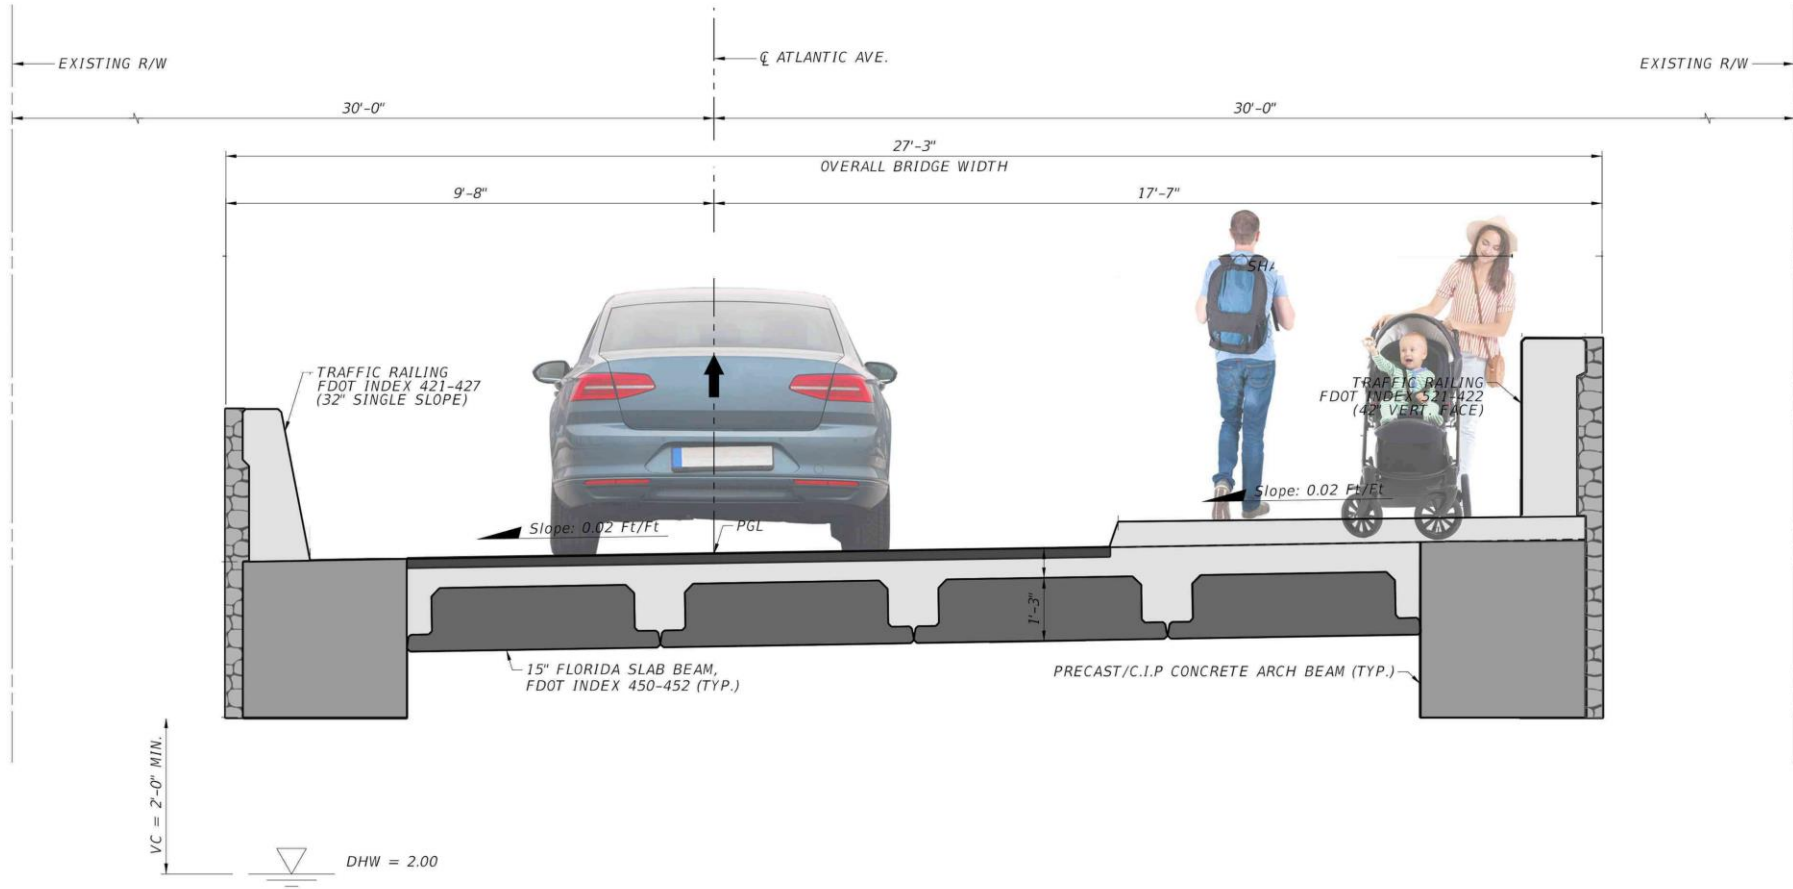 EXISTING R/W
℄ ATLANTIC AVE.
EXISTING R/W
30'-0"
30'-0"
27'-3"
OVERALL BRIDGE WIDTH
9'-8"
17'-7"
TRAFFIC RAILING
FDOT INDEX 421-427
(32" SINGLE SLOPE)
TRAFFIC RAILING
FDOT INDEX 521-422
(42" VERT. FACE)
Slope: 0.02 Ft/Ft
Slope: 0.02 Ft/Ft
PGL
1'-3"
15" FLORIDA SLAB BEAM,
FDOT INDEX 450-452 (TYP.)
PRECAST/C.I.P CONCRETE ARCH BEAM (TYP.)
VC = 2'-0" MIN.
DHW = 2.00